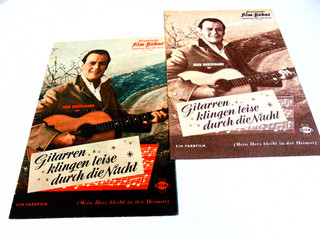 Film-Bühne
FRED BERTELMANN
Gitarren
klingen leise
durch die Nacht
EIN FARBFILM
(Mein Herz bleibt in der Heimat)
Film-Bühne
FRED BERTELMANN
Gitarren
klingen leise
durch die Nacht
EIN FARBFILM
(Mein Herz bleibt in der Heimat)